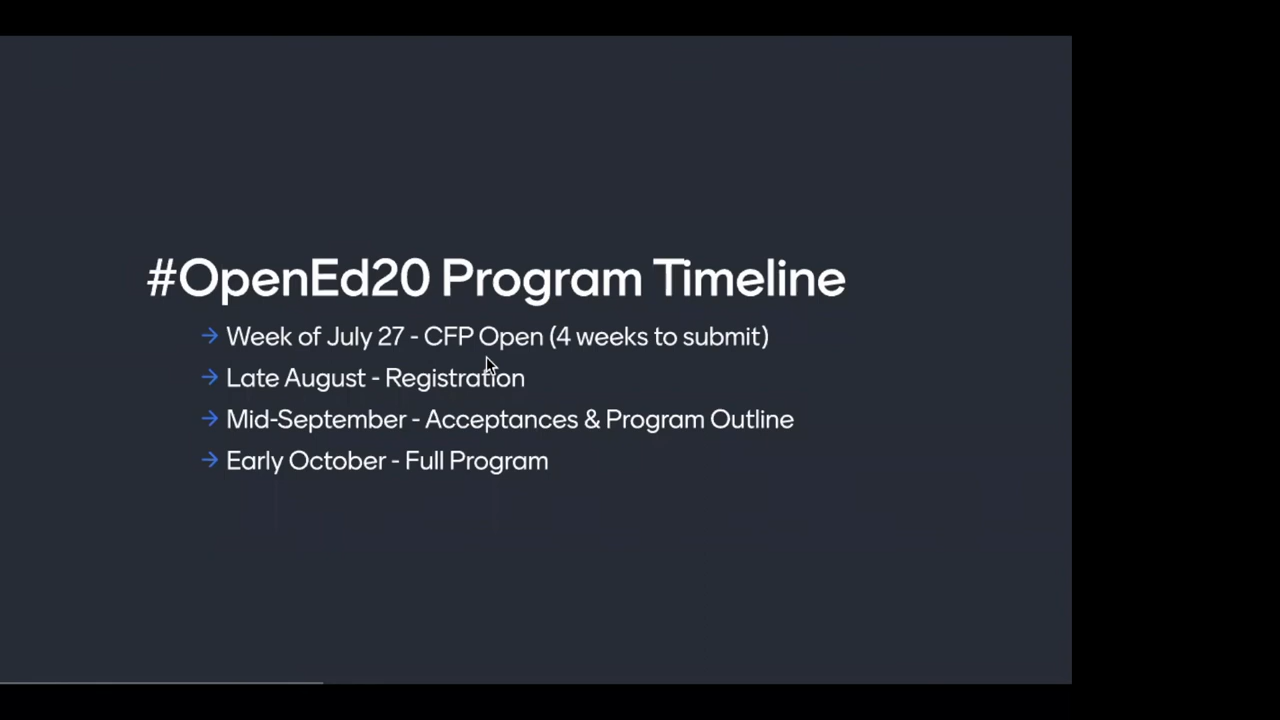 #OpenEd20 Program Timeline
→ Week of July 27 - CFP Open (4 weeks to submit)
→ Late August - Registration
→ Mid-September - Acceptances & Program Outline
→ Early October - Full Program